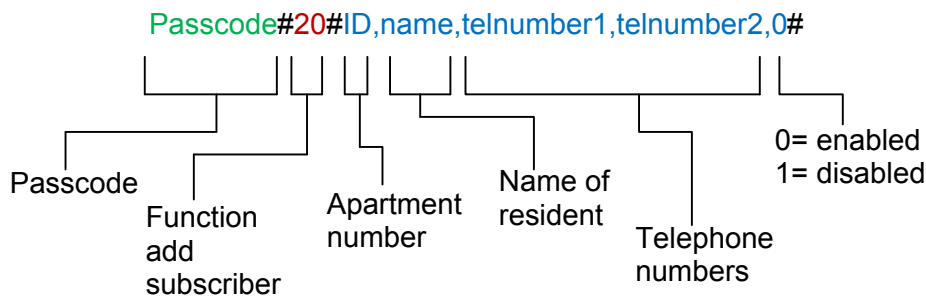 Passcode#20#ID,name,telnumber1,telnumber2,0#
0= enabled
1= disabled
Passcode
Function
add
subscriber
Apartment
number
Name of
resident
Telephone
numbers